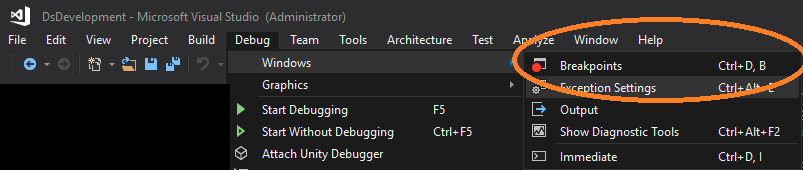 DsDevelopment - Microsoft Visual Studio (Administrator)
File Edit View Project Build Debug Team Tools Architecture Test Analyze Window Help
Windows
Breakpoints Ctrl+D, B
Graphics
Exception Settings Ctrl+Alt+E
Start Debugging F5
Output
Start Without Debugging Ctrl+F5
Show Diagnostic Tools Ctrl+Alt+F2
Attach Unity Debugger
Immediate Ctrl+D, I